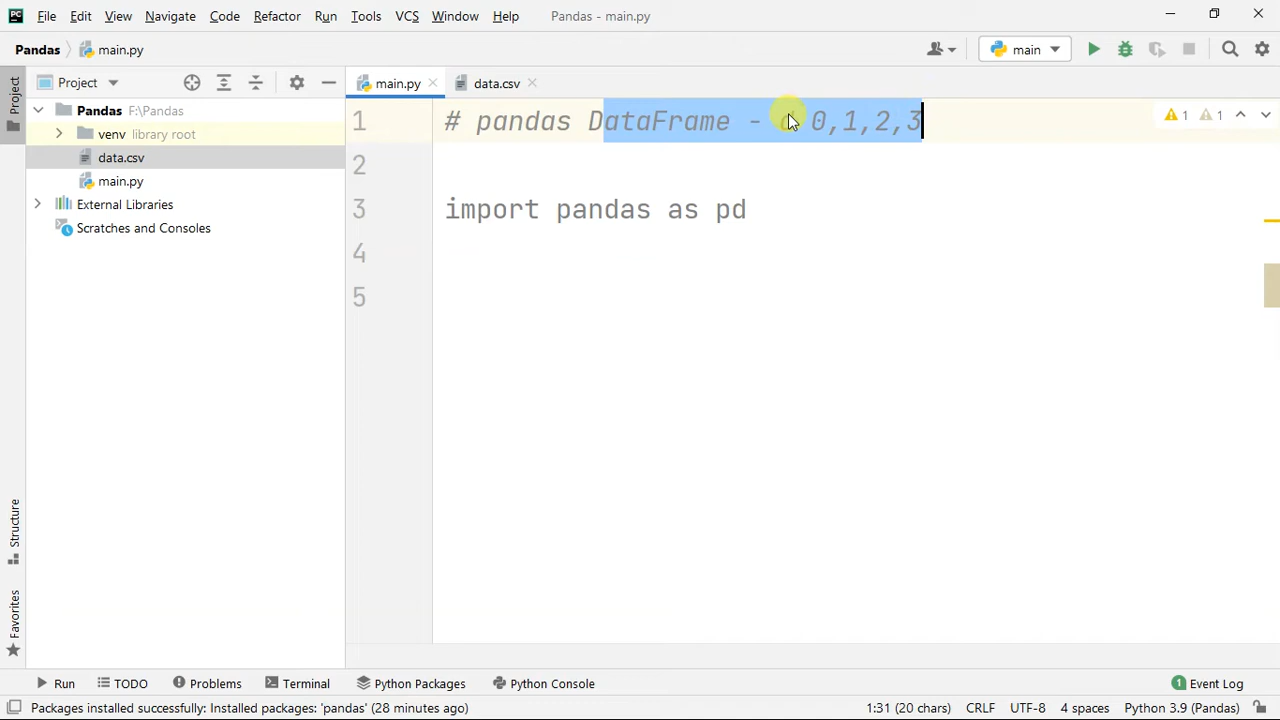 PC File Edit View Navigate Code Refactor Run Tools VCS Window Help Pandas - main.py
Pandas main.py main
Project
Project main.py data.csv
Pandas F:\Pandas
venv library root
data.csv
main.py
External Libraries
Scratches and Consoles
1 # pandas DataFrame - 0,1,2,3
1 1
2
3 import pandas as pd
4
5
Structure
Favorites
Run TODO Problems Terminal Python Packages Python Console 1 Event Log
Packages installed successfully: Installed packages: 'pandas' (28 minutes ago) 1:31 (20 chars) CRLF UTF-8 4 spaces Python 3.9 (Pandas)